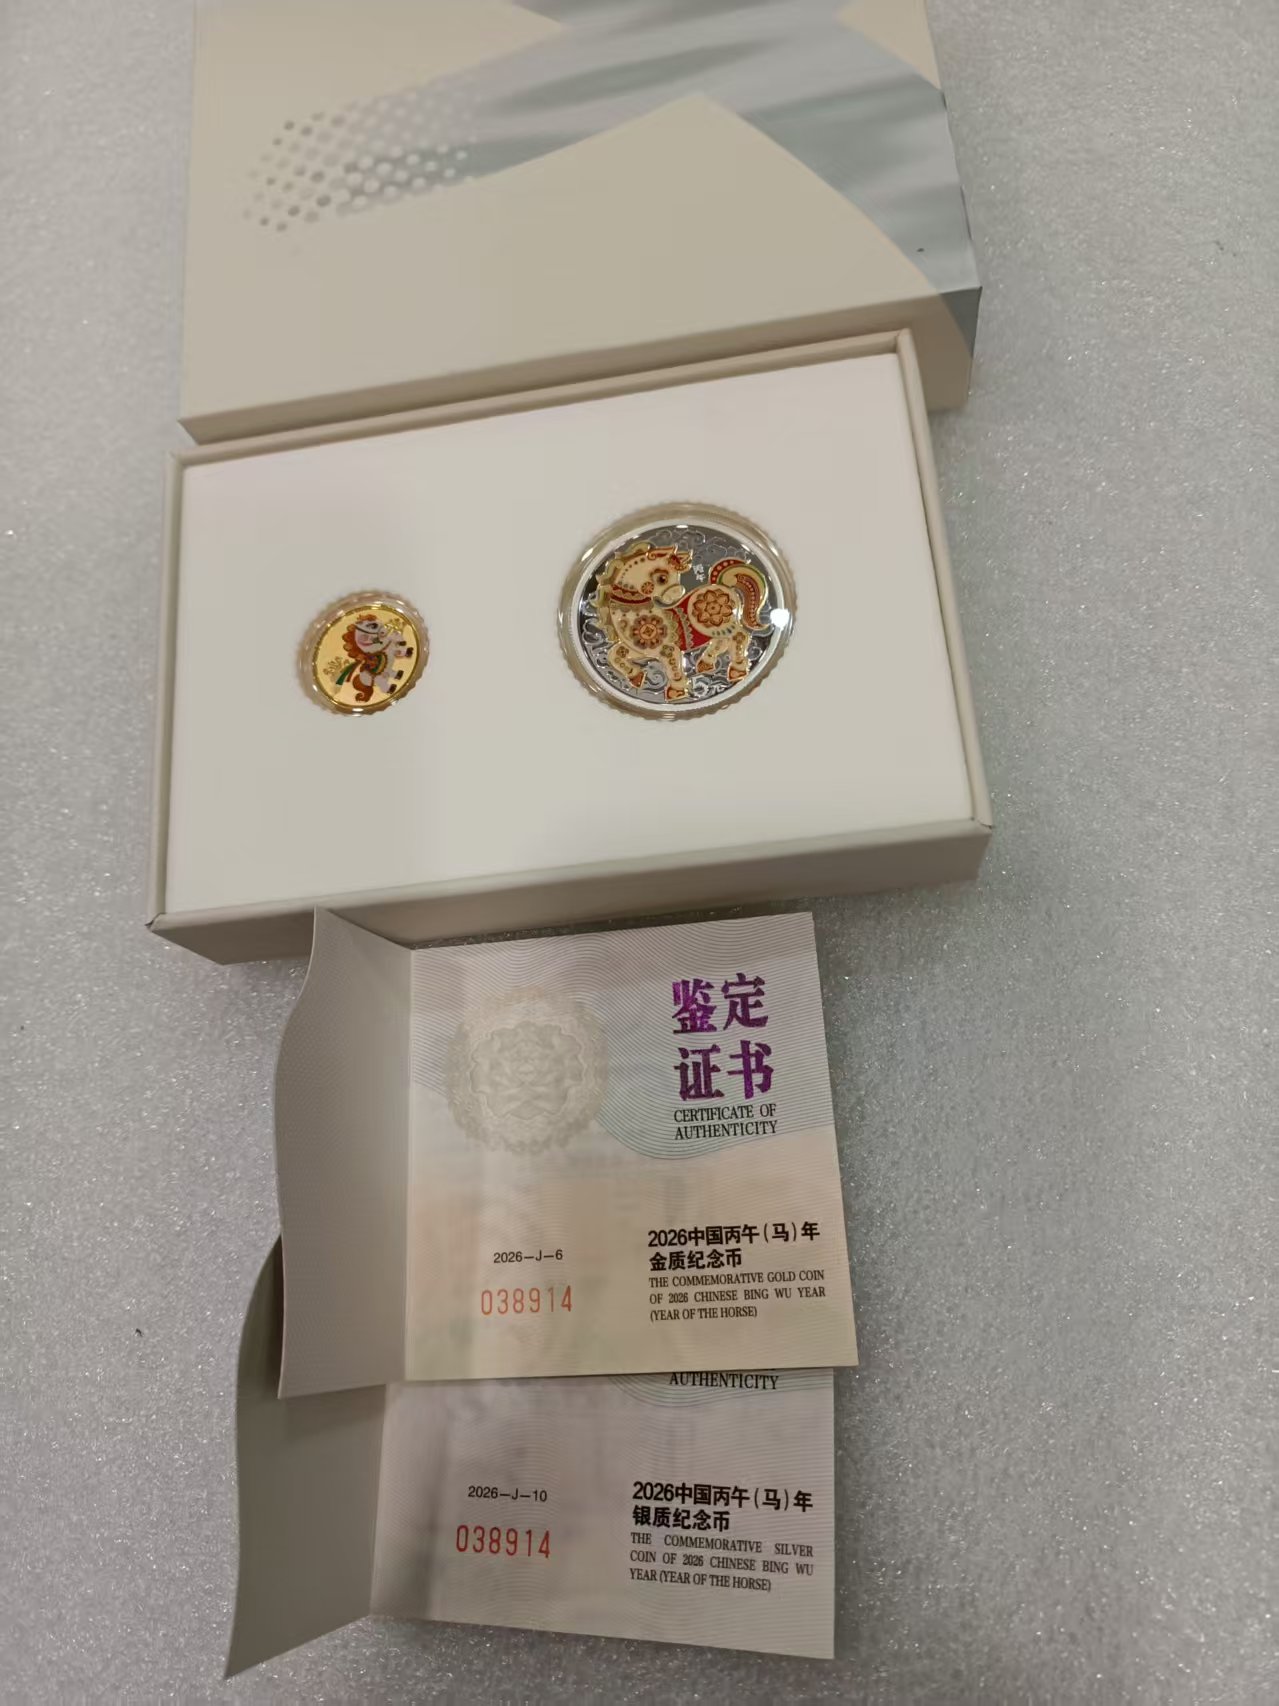 丙午
鉴定
证书
CERTIFICATE OF
AUTHENTICITY
2026中国丙午(马)年
金质纪念币
THE COMMEMORATIVE GOLD COIN
OF 2026 CHINESE BING WU YEAR
(YEAR OF THE HORSE)
2026-J-6
038914
AUTHENTICITY
2026中国丙午(马)年
银质纪念币
THE COMMEMORATIVE SILVER
COIN OF 2026 CHINESE BING WU
YEAR (YEAR OF THE HORSE)
2026-J-10
038914